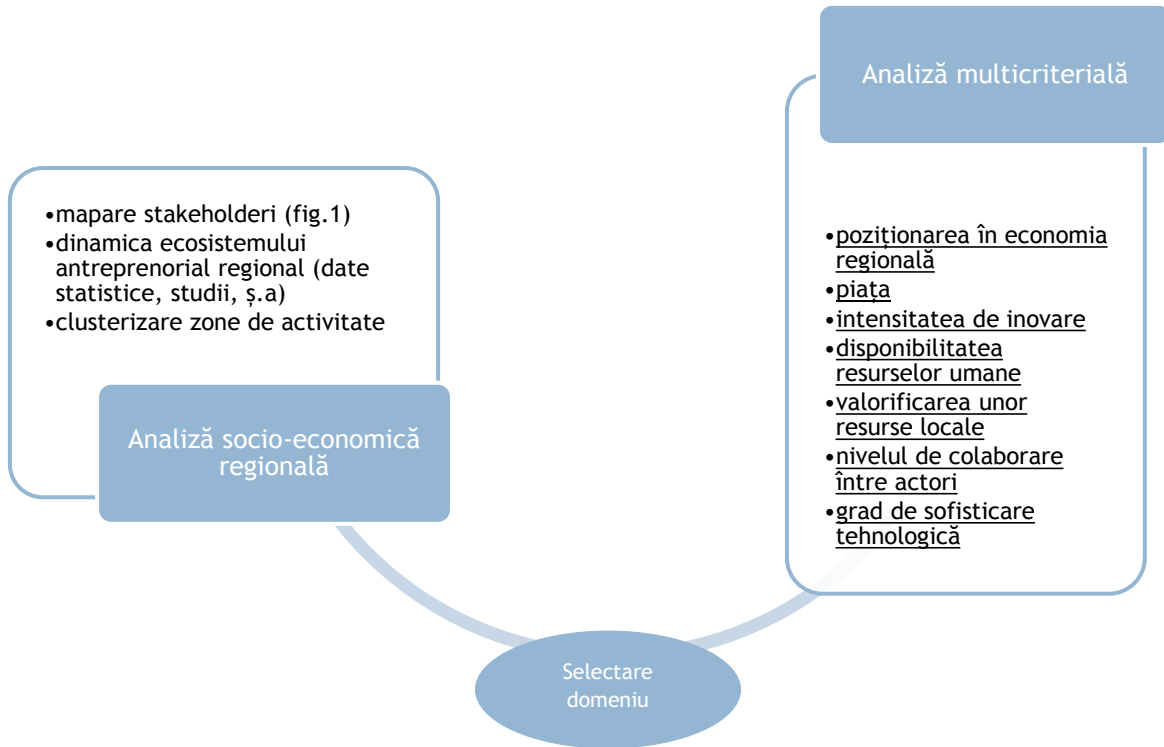 •mapare stakeholderi (fig.1)
•dinamica ecosistemului
antreprenorial regional (date
statistice, studii, ș.a)
•clusterizare zone de activitate
Analiză socio-economică
regională
Analiză multicriterială
•poziționarea în economia
regională
•piața
•intensitatea de inovare
•disponibilitatea
resurselor umane
•valorificarea unor
resurse locale
•nivelul de colaborare
între actori
•grad de sofisticare
tehnologică
Selectare
domeniu